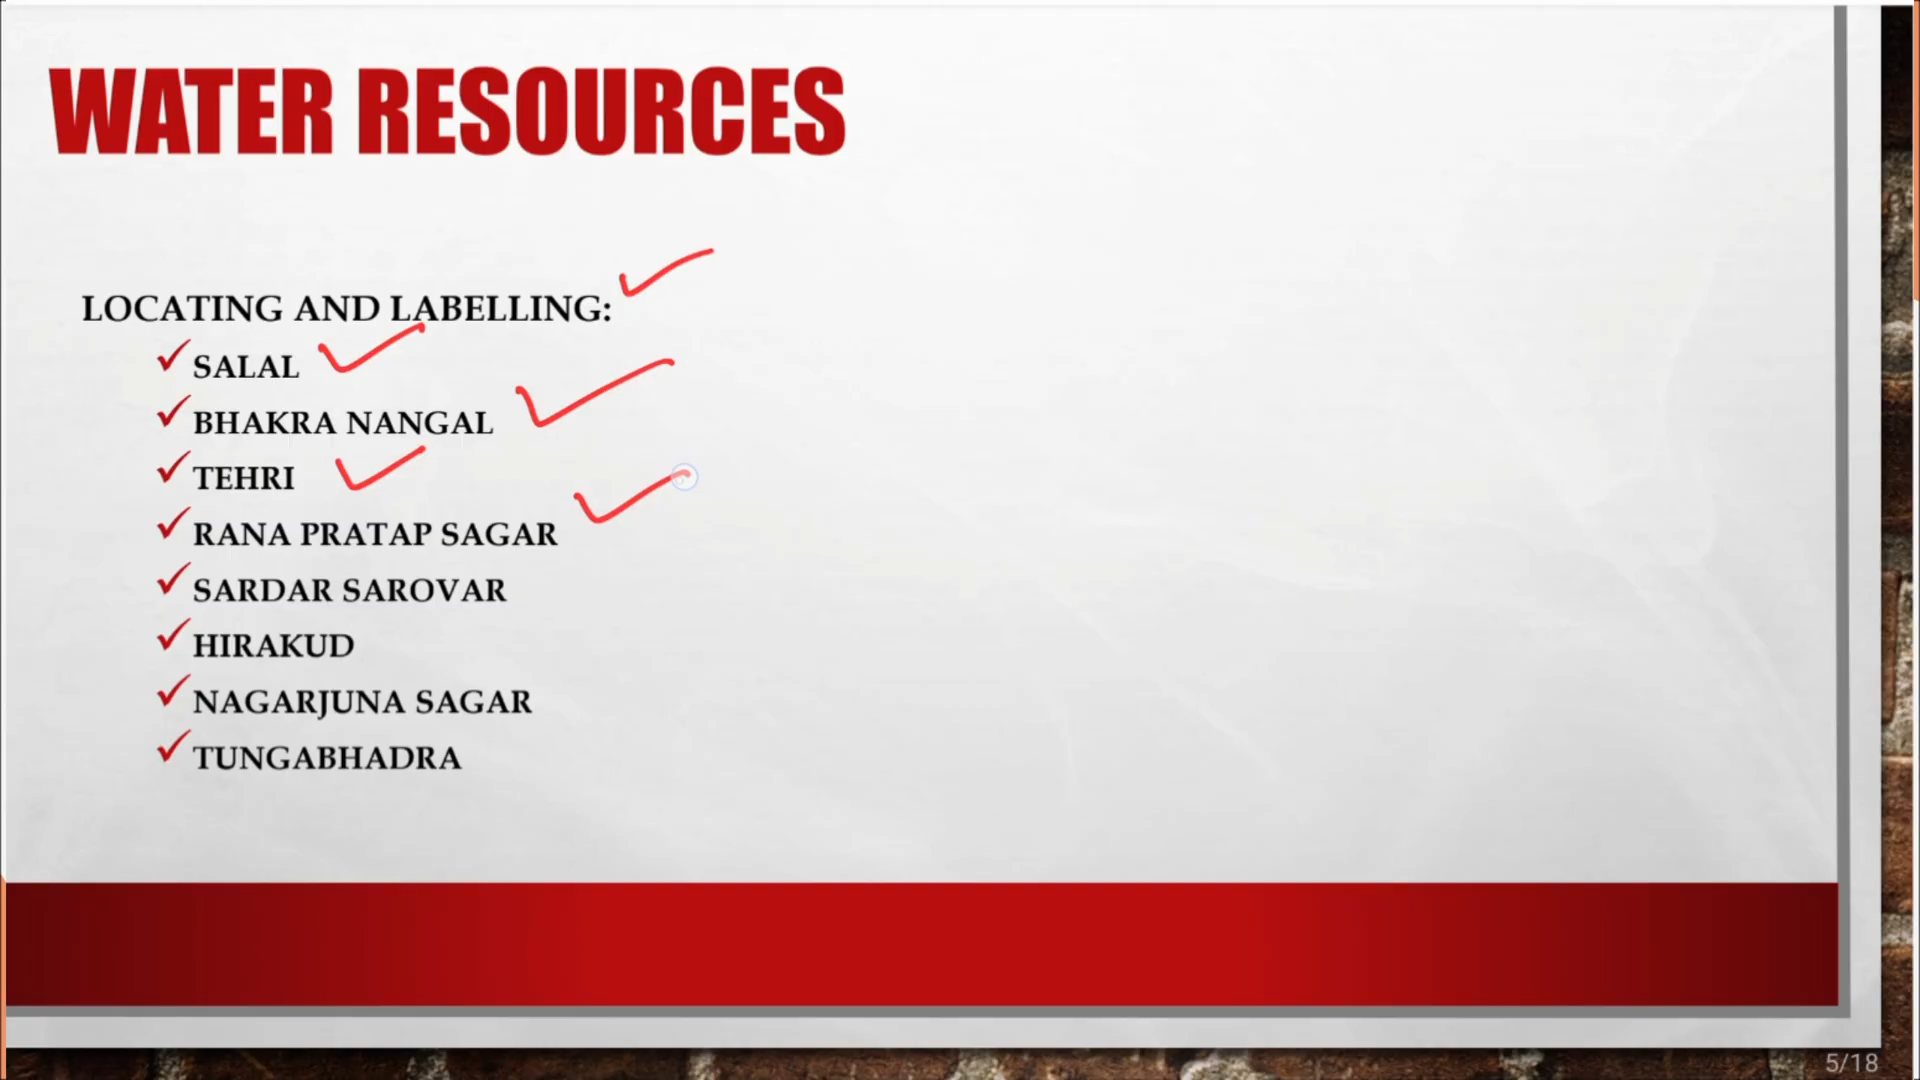 WATER RESOURCES
LOCATING AND LABELLING:
SALAL
BHAKRA NANGAL
TEHRI
RANA PRATAP SAGAR
SARDAR SAROVAR
HIRAKUD
NAGARJUNA SAGAR
TUNGABHADRA
5/18